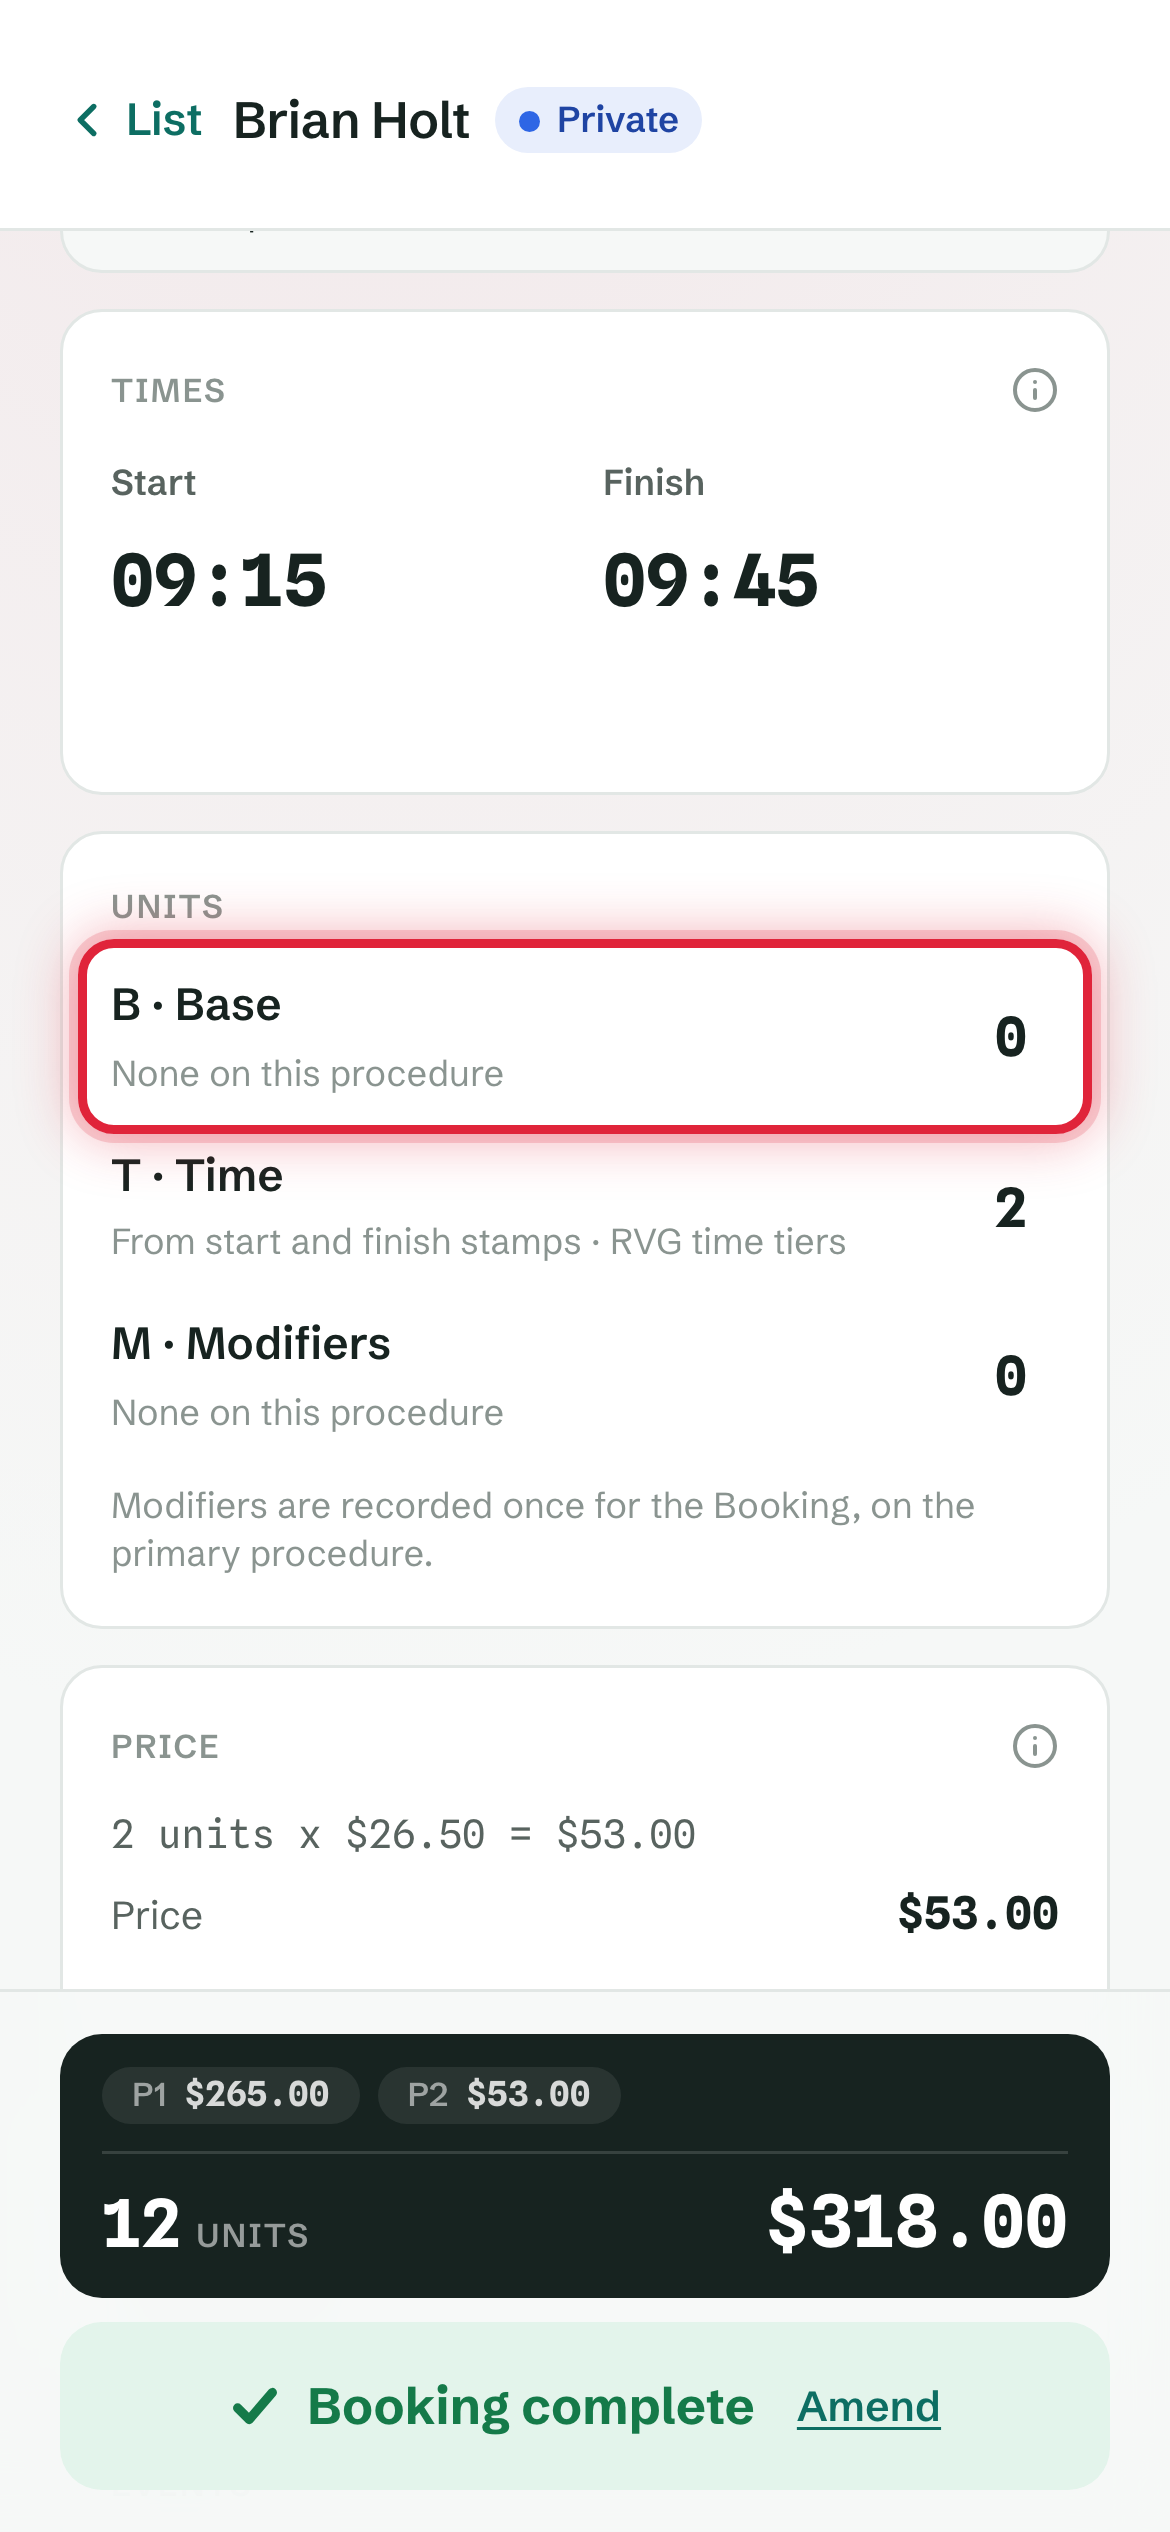 List Brian Holt Private
TIMES
Start Finish
09:15 09:45
UNITS
B · Base
0
None on this procedure
T · Time
2
From start and finish stamps · RVG time tiers
M · Modifiers
0
None on this procedure
Modifiers are recorded once for the Booking, on the
primary procedure.
PRICE
2 units x $26.50 = $53.00
Price $53.00
P1 $265.00 P2 $53.00
12 UNITS $318.00
Booking complete Amend